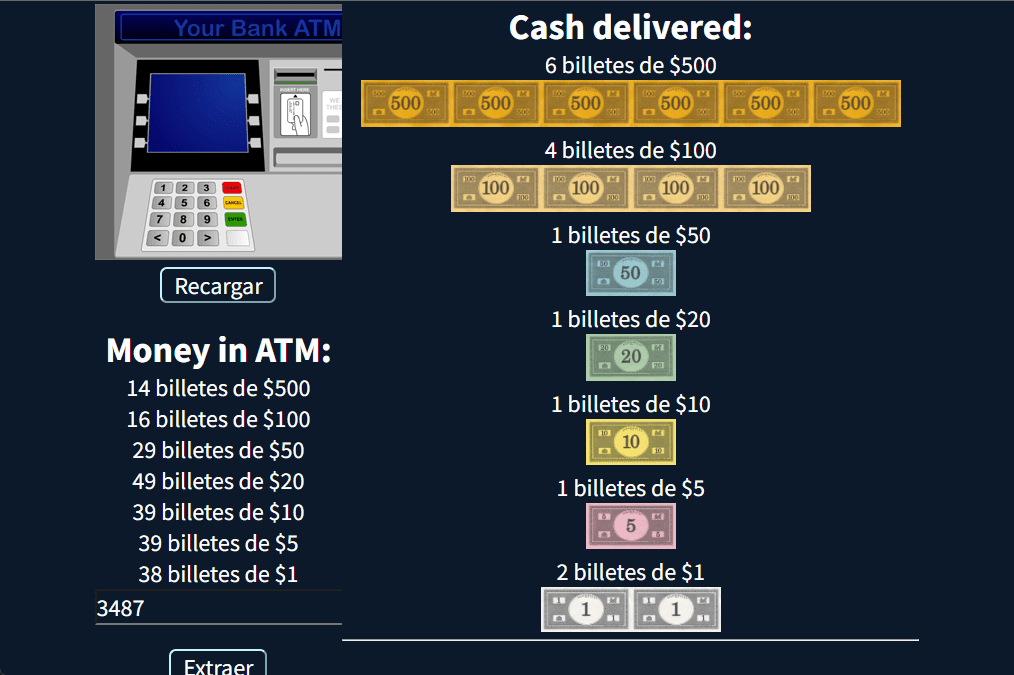 Your Bank ATM
INSERT HERE
WE
THES
1 2 3
4 5 6 CANCEL
7 8 9 ENTER
< 0 >
Recargar
Money in ATM:
14 billetes de $500
16 billetes de $100
29 billetes de $50
49 billetes de $20
39 billetes de $10
39 billetes de $5
38 billetes de $1
3487
Extraer
Cash delivered:
6 billetes de $500
500 500 500 500 500 500
4 billetes de $100
100 100 100 100
1 billetes de $50
50
1 billetes de $20
20
1 billetes de $10
10
1 billetes de $5
5
2 billetes de $1
1 1